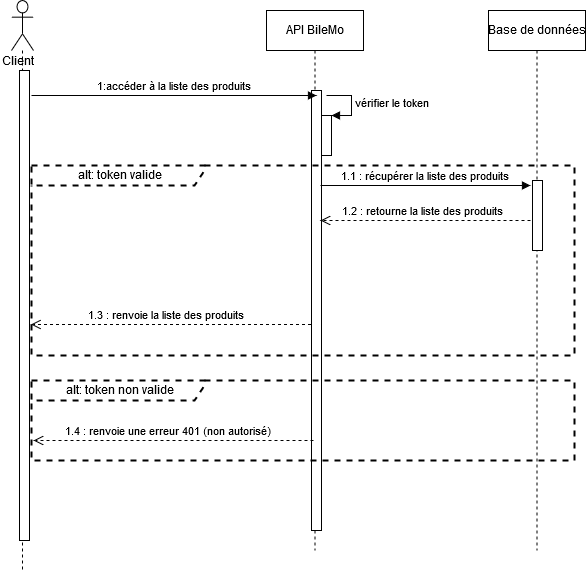 API BileMo
Base de données
Client
1:accéder à la liste des produits
vérifier le token
alt: token valide
1.1 : récupérer la liste des produits
1.2 : retourne la liste des produits
1.3 : renvoie la liste des produits
alt: token non valide
1.4 : renvoie une erreur 401 (non autorisé)